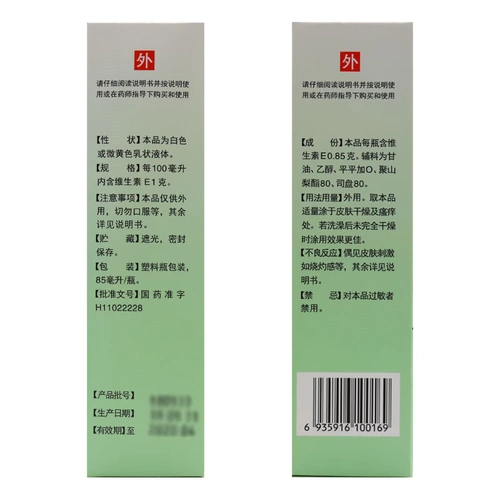 外
请仔细阅读说明书并按说明使
用或在药师指导下购买和使用
【性 状】本品为白色
或微黄色乳状液体。
【规 格】每100毫升
内含维生素E1克。
【注意事项】本品仅供外
用，切勿口服等，其余
详见说明书。
【贮 藏】遮光，密封
保存。
【包 装】塑料瓶包装，
85毫升/瓶。
【批准文号】国药准字
H11022228
【产品批号】
【生产日期】
【有效期】至
外
请仔细阅读说明书并按说明使
用或在药师指导下购买和使用
【成 份】本品每瓶含维
生素E0.85克。辅料为甘
油、乙醇、平平加O、聚山
梨酯80、司盘80。
【用法用量】外用。取本品
适量涂于皮肤干燥及瘙痒
处。若洗澡后未完全干燥
时涂用效果更佳。
【不良反应】偶见皮肤刺激
如烧灼感等，其余详见说
明书。
【禁 忌】对本品过敏者
禁用。
6 935916 100169